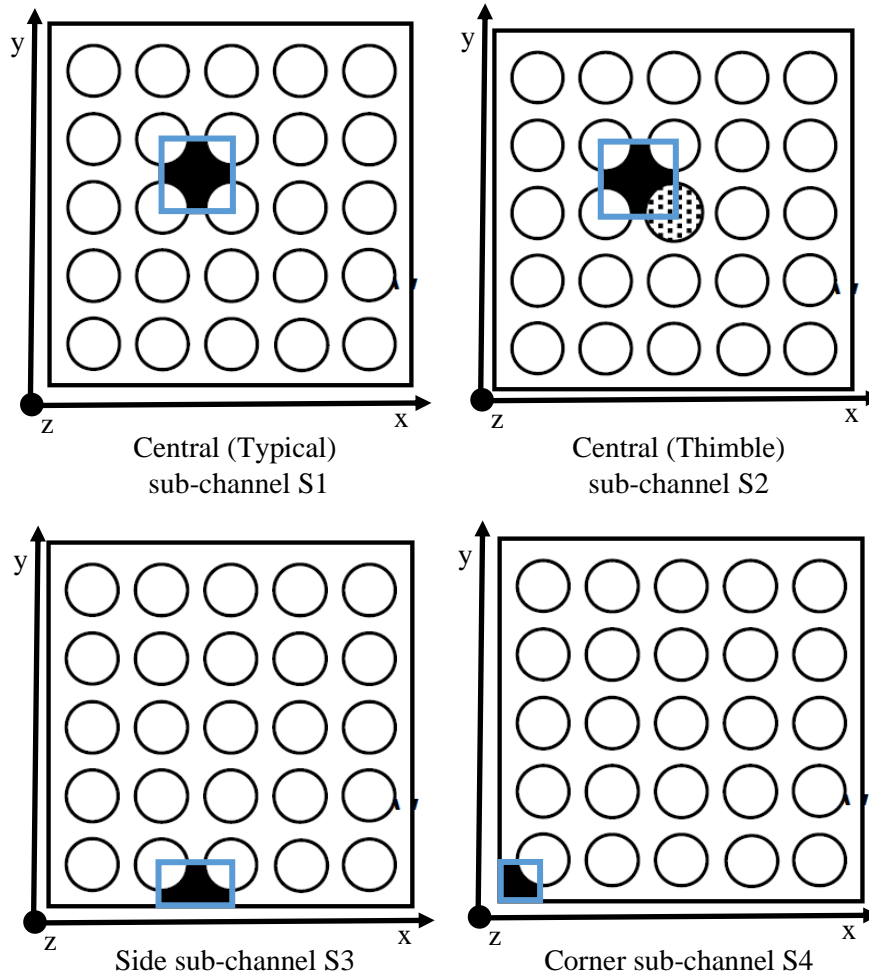 y
z
x
Central (Typical)
sub-channel S1
y
z
x
Central (Thimble)
sub-channel S2
y
z
x
Side sub-channel S3
y
z
x
Corner sub-channel S4